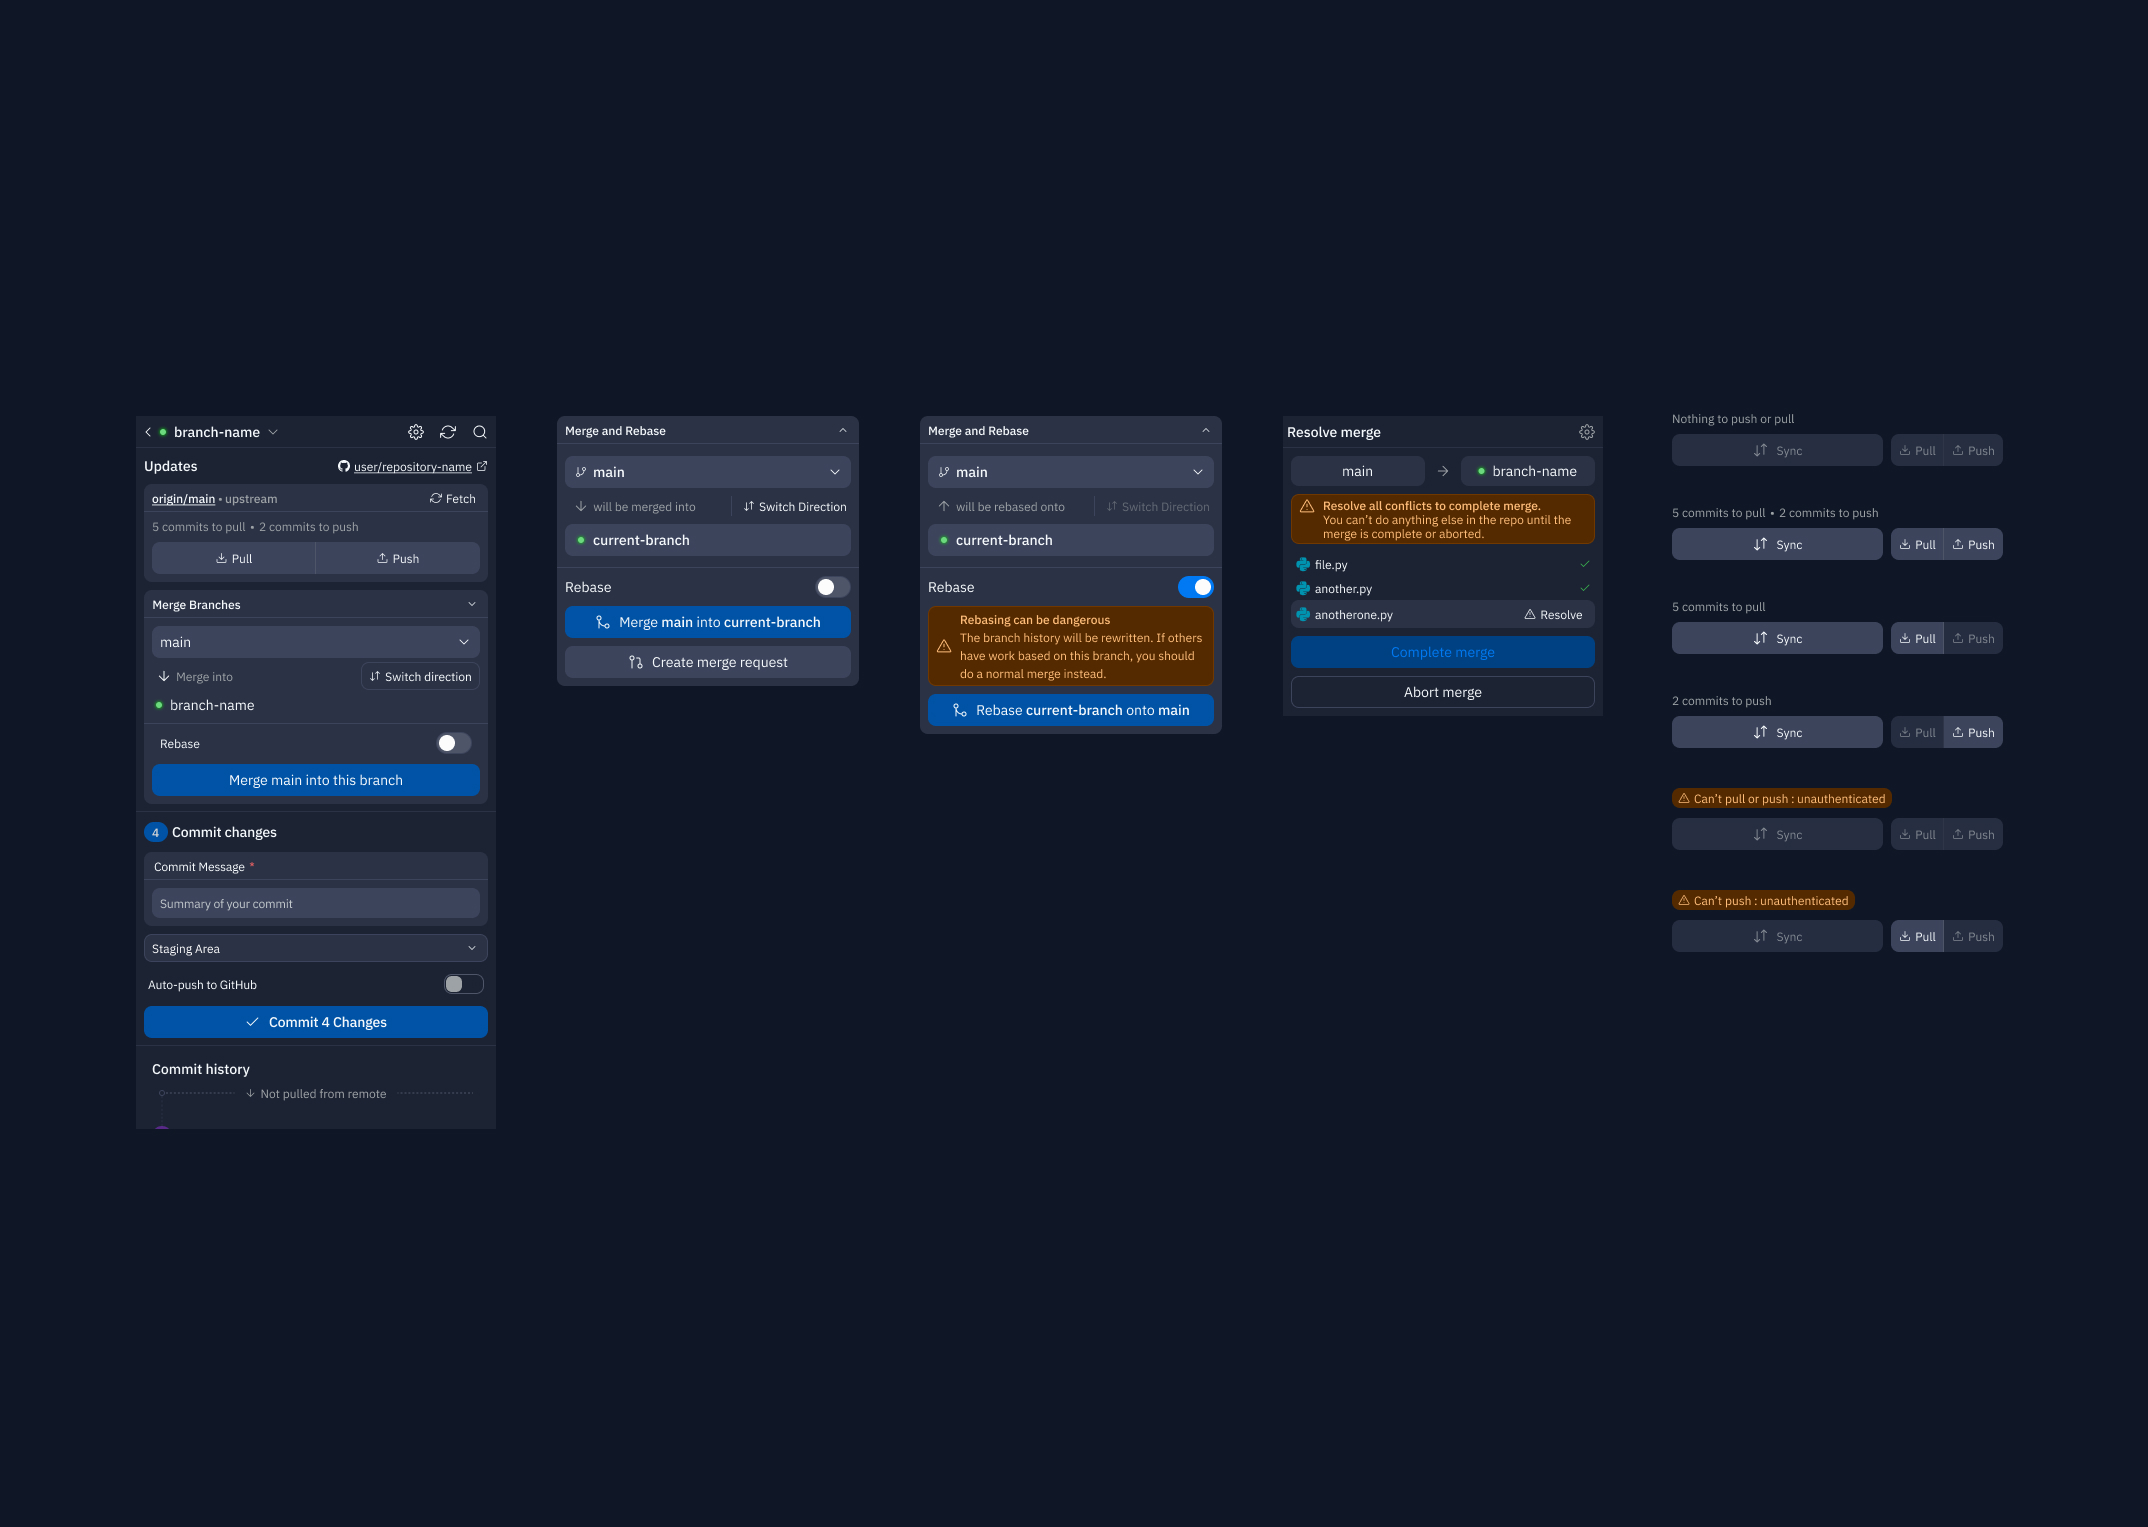 branch-name
Updates
user/repository-name
origin/main • upstream
Fetch
5 commits to pull • 2 commits to push
Pull
Push
Merge Branches
main
Merge into
Switch direction
branch-name
Rebase
Merge main into this branch
4 Commit changes
Commit Message *
Summary of your commit
Staging Area
Auto-push to GitHub
Commit 4 Changes
Commit history
Not pulled from remote
Merge and Rebase
main
will be merged into
Switch Direction
current-branch
Rebase
Merge main into current-branch
Create merge request
Merge and Rebase
main
will be rebased onto
Switch Direction
current-branch
Rebase
Rebasing can be dangerous
The branch history will be rewritten. If others
have work based on this branch, you should
do a normal merge instead.
Rebase current-branch onto main
Resolve merge
main
branch-name
Resolve all conflicts to complete merge.
You can’t do anything else in the repo until the
merge is complete or aborted.
file.py
another.py
anotherone.py
Resolve
Complete merge
Abort merge
Nothing to push or pull
Sync
Pull
Push
5 commits to pull • 2 commits to push
Sync
Pull
Push
5 commits to pull
Sync
Pull
Push
2 commits to push
Sync
Pull
Push
Can’t pull or push : unauthenticated
Sync
Pull
Push
Can’t push : unauthenticated
Sync
Pull
Push